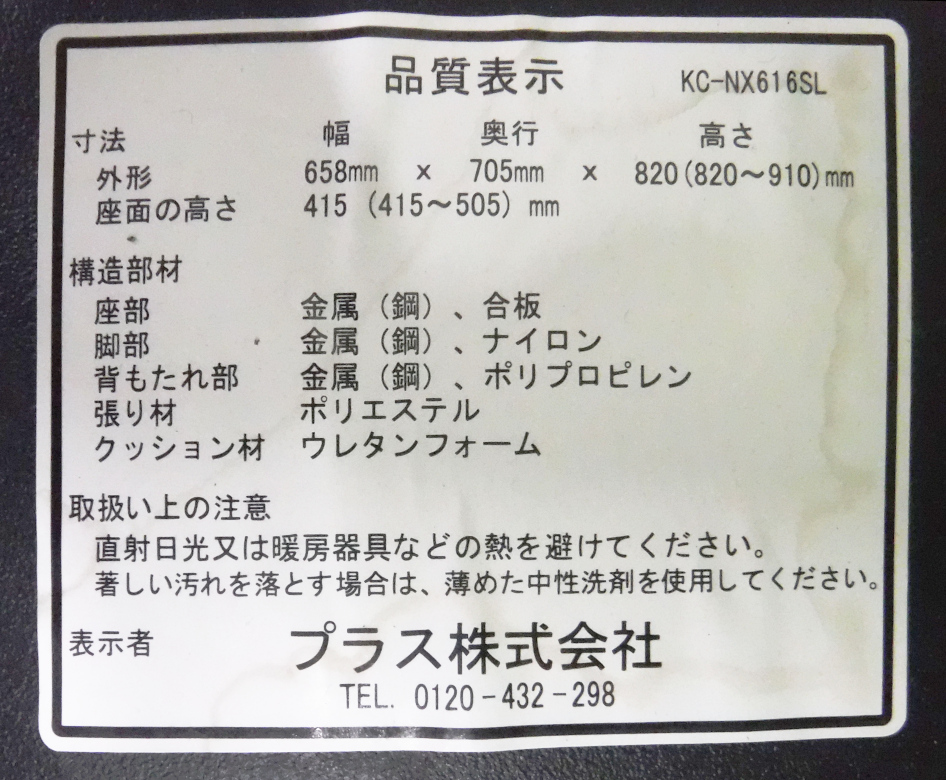 品質表示 KC-NX616SL
寸法 幅 奥行 高さ
外形 658mm x 705mm x 820(820～910)mm
座面の高さ 415 (415～505) mm
構造部材
座部 金属（鋼）、合板
脚部 金属（鋼）、ナイロン
背もたれ部 金属（鋼）、ポリプロピレン
張り材 ポリエステル
クッション材 ウレタンフォーム
取扱い上の注意
直射日光又は暖房器具などの熱を避けてください。
著しい汚れを落とす場合は、薄めた中性洗剤を使用してください。
表示者 プラス株式会社
TEL. 0120-432-298